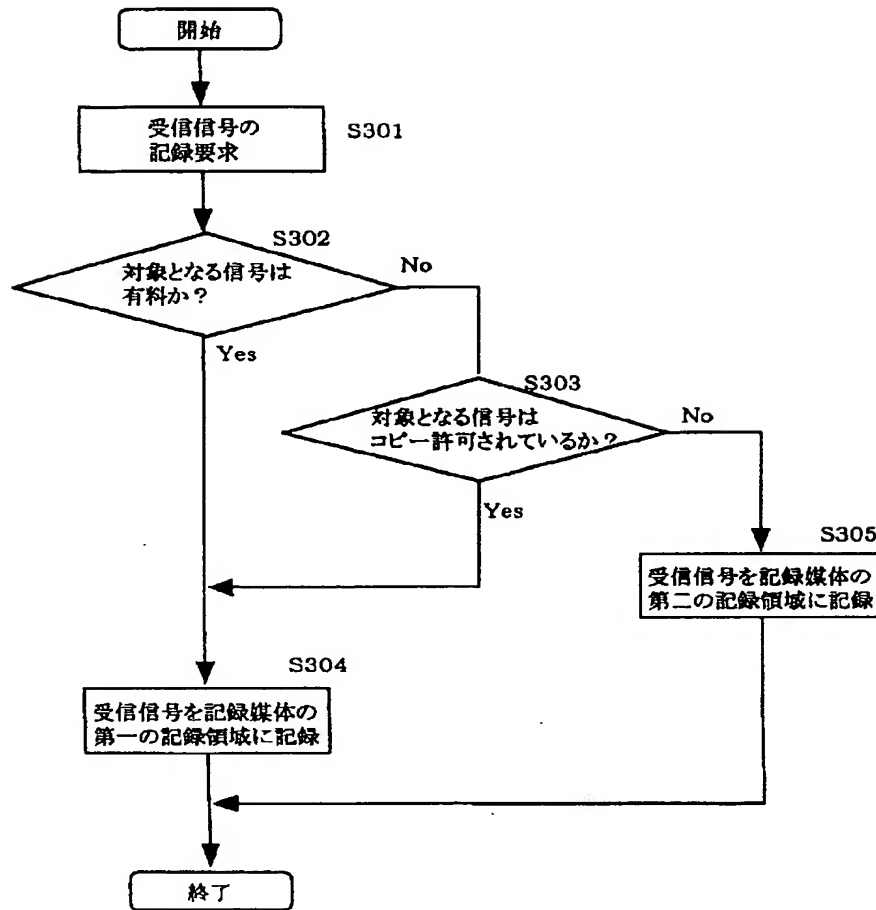 開始
受信信号の
記録要求
S301
S302
対象となる信号は
有料か？
No
Yes
S303
対象となる信号は
コピー許可されているか？
No
Yes
S305
受信信号を記録媒体の
第二の記録領域に記録
S304
受信信号を記録媒体の
第一の記録領域に記録
終了